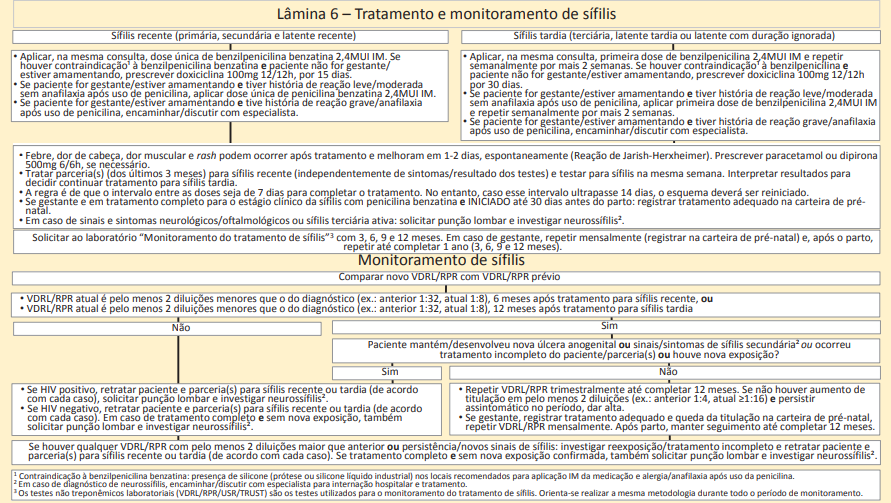 Lâmina 6 – Tratamento e monitoramento de sífilis
Sífilis recente (primária, secundária e latente recente)
• Aplicar, na mesma consulta, dose única de benzilpenicilina benzatina 2,4MUI IM. Se
houver contraindicação¹ à benzilpenicilina benzatina e paciente não for gestante/
estiver amamentando, prescrever doxiciclina 100mg 12/12h, por 15 dias.
• Se paciente for gestante/estiver amamentando e tiver história de reação leve/moderada
sem anafilaxia após uso de penicilina, aplicar dose única de penicilina benzatina 2,4MUI IM.
• Se paciente for gestante/estiver amamentando e tiver história de reação grave/anafilaxia
após uso de penicilina, encaminhar/discutir com especialista.
Sífilis tardia (terciária, latente tardia ou latente com duração ignorada)
• Aplicar, na mesma consulta, primeira dose de benzilpenicilina 2,4MUI IM e repetir
semanalmente por mais 2 semanas. Se houver contraindicação¹ à benzilpenicilina e
paciente não for gestante/estiver amamentando, prescrever doxiciclina 100mg 12/12h
por 30 dias.
• Se paciente for gestante/estiver amamentando e tiver história de reação leve/moderada
sem anafilaxia após uso de penicilina, aplicar primeira dose de benzilpenicilina 2,4MUI IM
e repetir semanalmente por mais 2 semanas.
• Se paciente for gestante/estiver amamentando e tiver história de reação grave/anafilaxia
após uso de penicilina, encaminhar/discutir com especialista.
• Febre, dor de cabeça, dor muscular e rash podem ocorrer após tratamento e melhoram em 1-2 dias, espontaneamente (Reação de Jarish-Herxheimer). Prescrever paracetamol ou dipirona
500mg 6/6h, se necessário.
• Tratar parceria(s) (dos últimos 3 meses) para sífilis recente (independentemente de sintomas/resultado dos testes) e testar para sífilis na mesma semana. Interpretar resultados para
decidir continuar tratamento para sífilis tardia.
• A regra é de que o intervalo entre as doses seja de 7 dias para completar o tratamento. No entanto, caso esse intervalo ultrapasse 14 dias, o esquema deverá ser reiniciado.
• Se gestante e em tratamento completo para o estágio clínico da sífilis com penicilina benzatina e INICIADO até 30 dias antes do parto: registrar tratamento adequado na carteira de pré-
natal.
• Em caso de sinais e sintomas neurológicos/oftalmológicos ou sífilis terciária ativa: solicitar punção lombar e investigar neurossífilis².
Solicitar ao laboratório “Monitoramento do tratamento de sífilis”³ com 3, 6, 9 e 12 meses. Em caso de gestante, repetir mensalmente (registrar na carteira de pré-natal) e, após o parto,
repetir até completar 1 ano (3, 6, 9 e 12 meses).
Monitoramento de sífilis
Comparar novo VDRL/RPR com VDRL/RPR prévio
• VDRL/RPR atual é pelo menos 2 diluições menores que o do diagnóstico (ex.: anterior 1:32, atual 1:8), 6 meses após tratamento para sífilis recente, ou
• VDRL/RPR atual é pelo menos 2 diluições menores que o do diagnóstico (ex.: anterior 1:32, atual 1:8), 12 meses após tratamento para sífilis tardia
Não
Sim
Paciente mantém/desenvolveu nova úlcera anogenital ou sinais/sintomas de sífilis secundária² ou ocorreu
tratamento incompleto do paciente/parceria(s) ou houve nova exposição?
Sim
Não
• Se HIV positivo, retratar paciente e parceria(s) para sífilis recente ou tardia (de acordo
com cada caso), solicitar punção lombar e investigar neurossífilis².
• Se HIV negativo, retratar paciente e parceria(s) para sífilis recente ou tardia (de acordo
com cada caso). Em caso de tratamento completo e sem nova exposição, também
solicitar punção lombar e investigar neurossífilis².
• Repetir VDRL/RPR trimestralmente até completar 12 meses. Se não houver aumento de
titulação em pelo menos 2 diluições (ex.: anterior 1:4, atual ≥1:16) e persistir
assintomático no período, dar alta.
• Se gestante, registrar tratamento adequado e queda da titulação na carteira de pré-natal,
repetir VDRL/RPR mensalmente. Após parto, manter seguimento até completar 12 meses.
Se houver qualquer VDRL/RPR com pelo menos 2 diluições maior que anterior ou persistência/novos sinais de sífilis: investigar reexposição/tratamento incompleto e retratar paciente e
parceria(s) para sífilis recente ou tardia (de acordo com cada caso). Se tratamento completo e sem nova exposição confirmada, também solicitar punção lombar e investigar neurossífilis².
¹ Contraindicação à benzilpenicilina benzatina: presença de silicone (prótese ou silicone líquido industrial) nos locais recomendados para aplicação IM da medicação e alergia/anafilaxia após uso da penicilina.
² Em caso de diagnóstico de neurossífilis, encaminhar/discutir com especialista para internação hospitalar e tratamento.
³ Os testes não treponêmicos laboratoriais (VDRL/RPR/USR/TRUST) são os testes utilizados para o monitoramento do tratamento de sífilis. Orienta-se realizar a mesma metodologia durante todo o período de monitoramento.